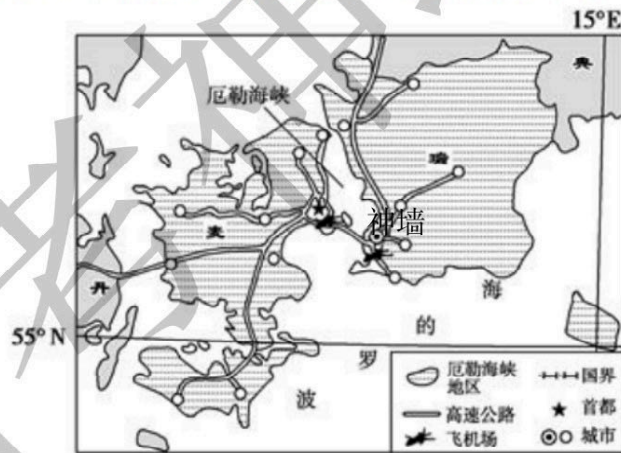 15°E
典
厄勒海峡
瑞
神墙
麦
丹
海
的
55° N
罗
波
厄勒海峡
地区
国界
高速公路
首都
飞机场
城市